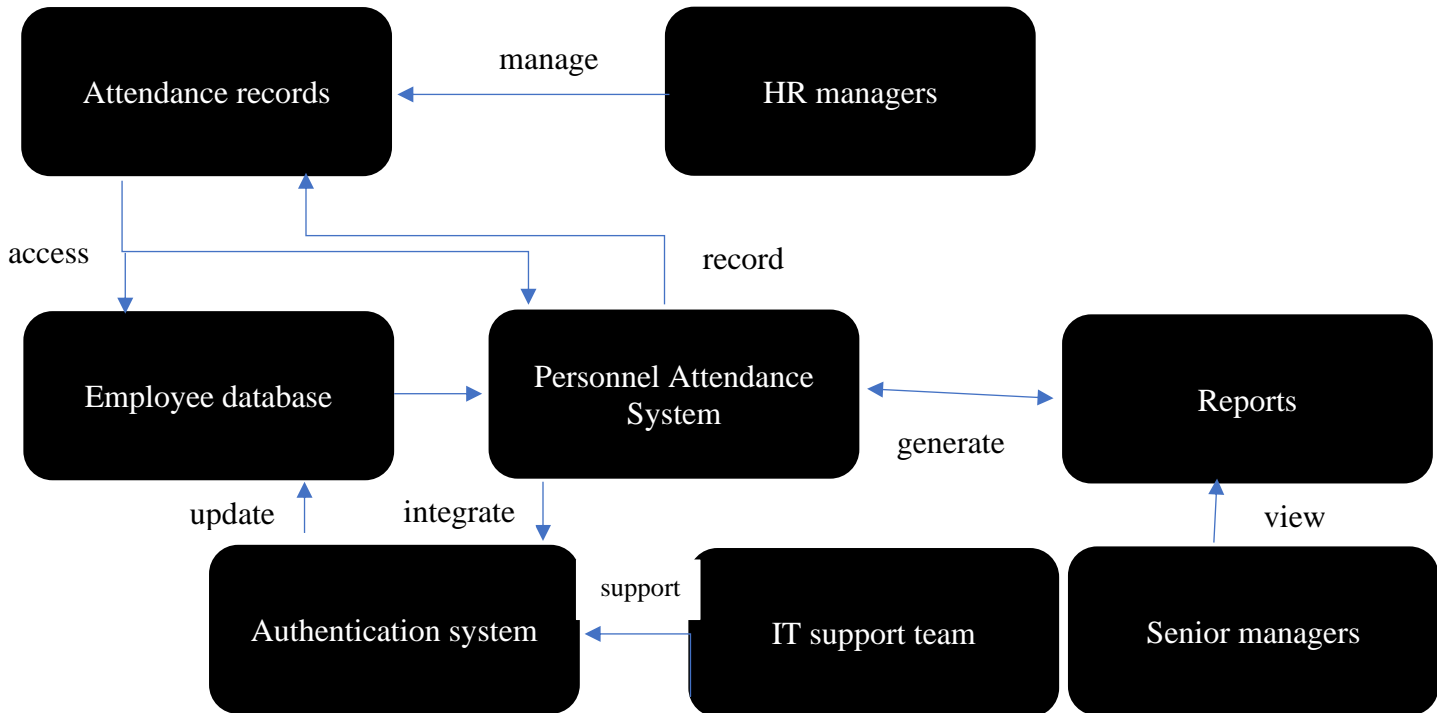 manage
Attendance records
HR managers
access
record
Employee database
Personnel Attendance
System
Reports
generate
update
integrate
view
support
Authentication system
IT support team
Senior managers